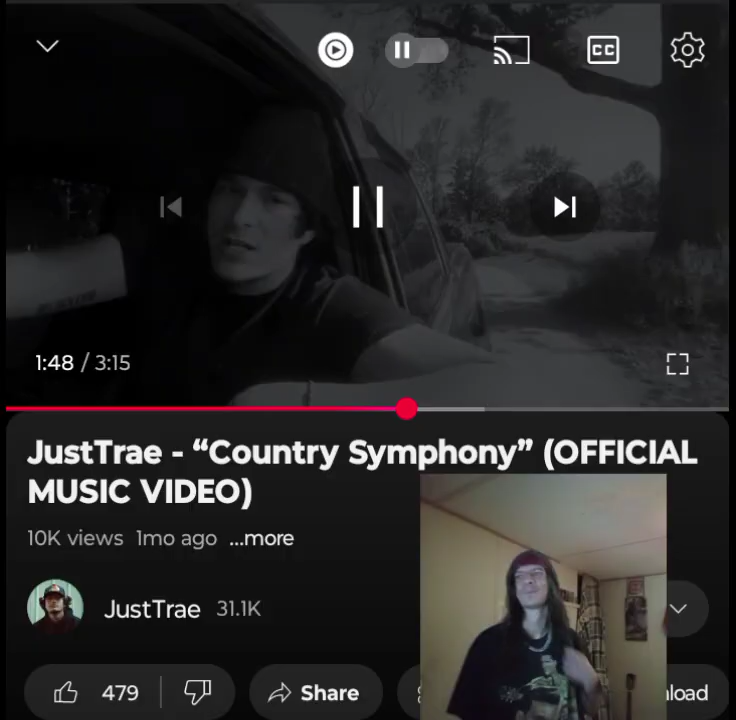 CC
1:48 / 3:15
JustTrae - “Country Symphony” (OFFICIAL
MUSIC VIDEO)
10K views 1mo ago ...more
JustTrae 31.1K
479
Share
nload